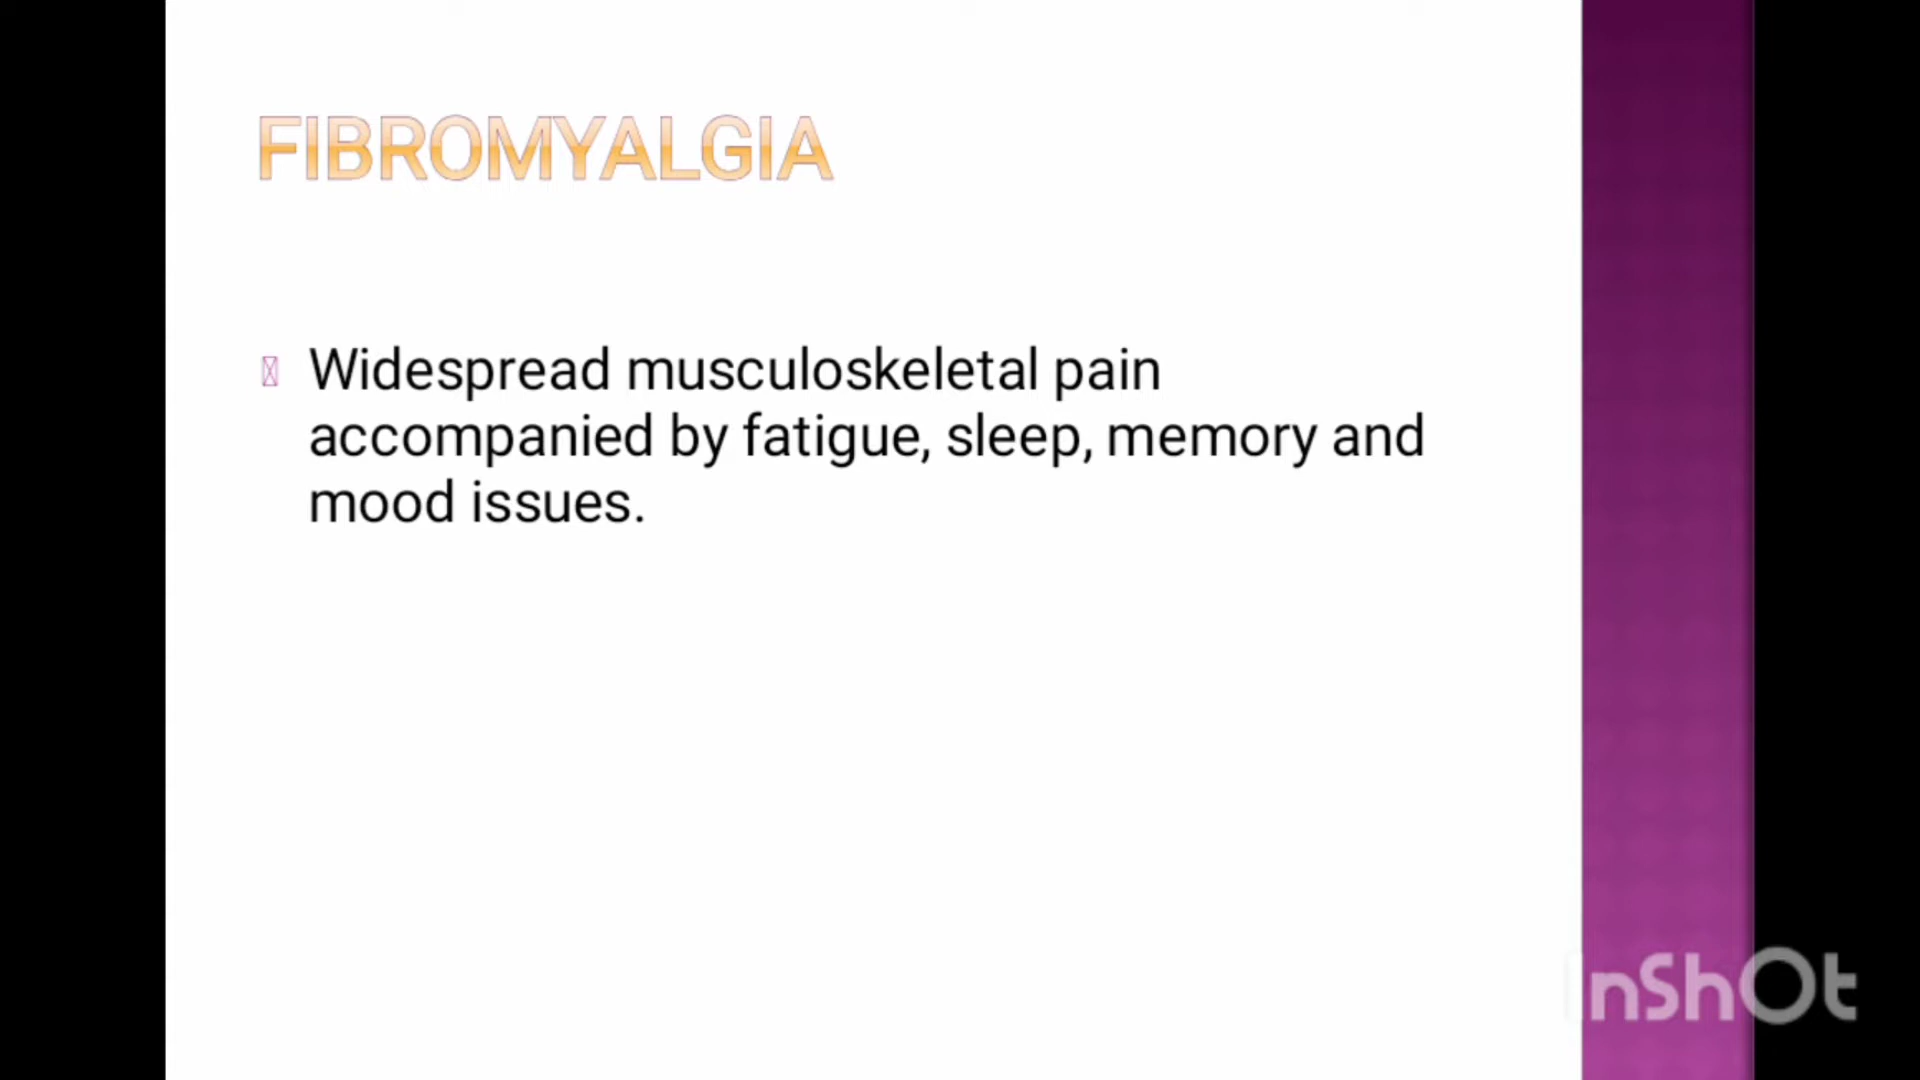 FIBROMYALGIA
Widespread musculoskeletal pain
accompanied by fatigue, sleep, memory and
mood issues.
InShOt